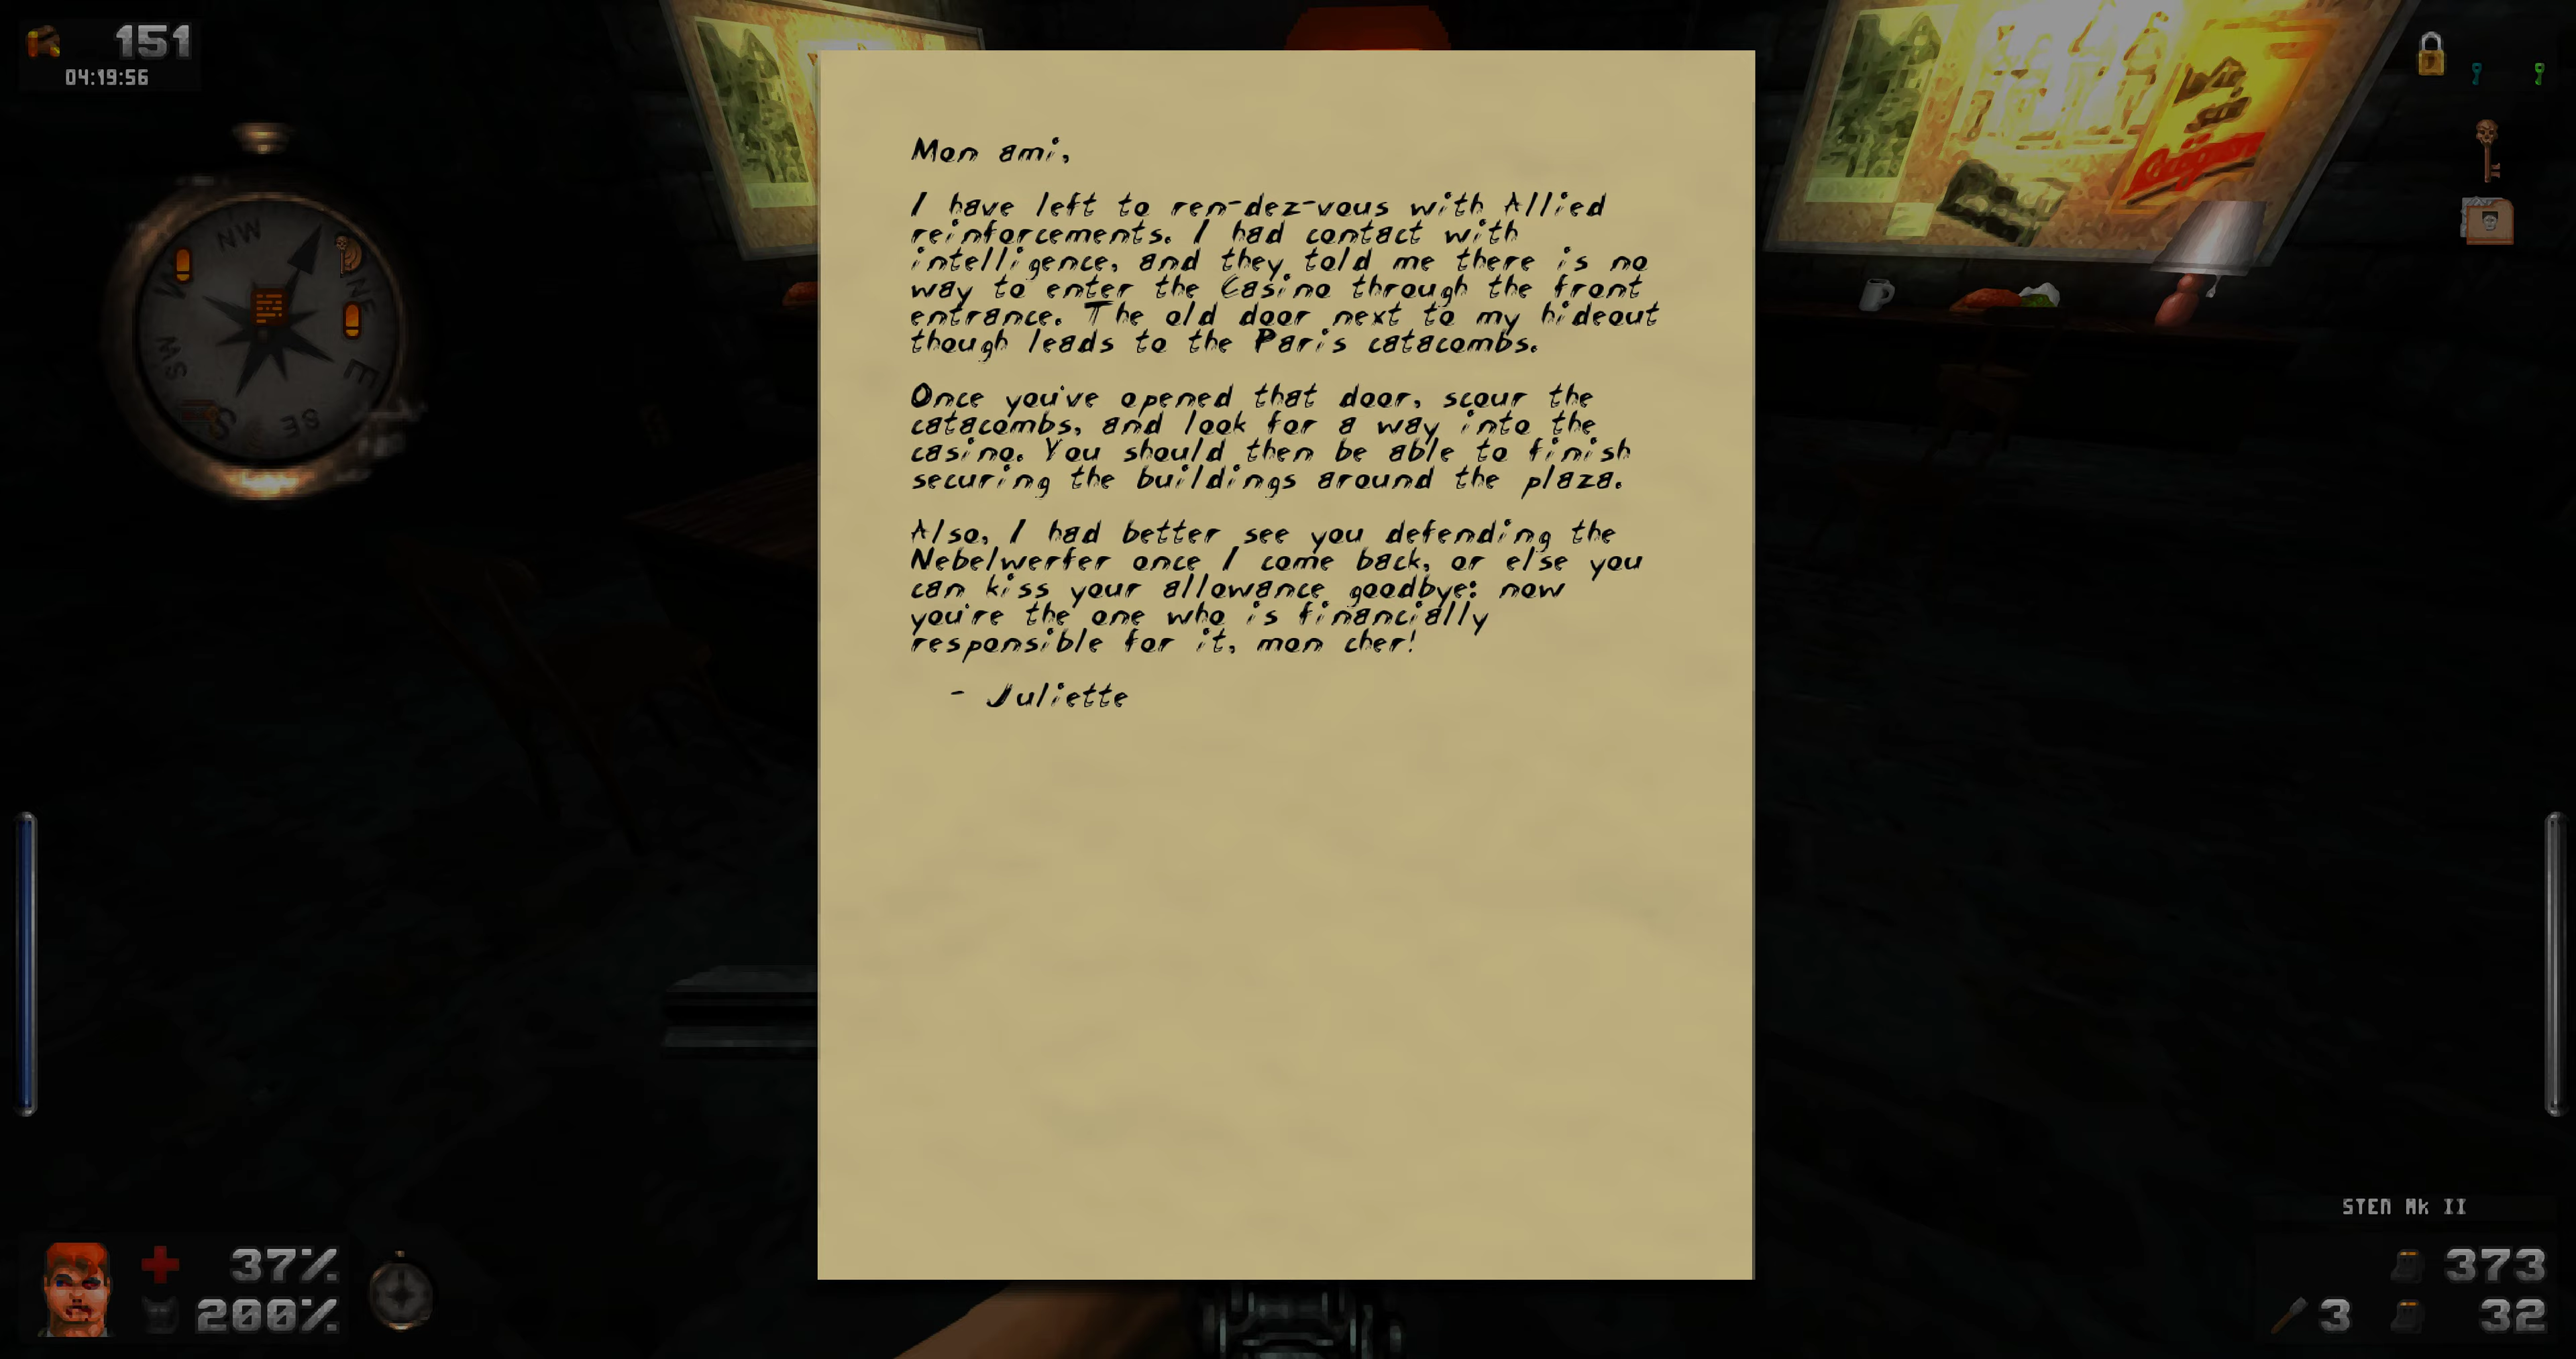 151
04:19:56
NW
N
NE
SW
E
S
SE
Mon ami,
I have left to ren-dez-vous with Allied
reinforcements. I had contact with
intelligence, and they told me there is no
way to enter the Casino through the front
entrance. The old door next to my hideout
though leads to the Paris catacombs.
Once you've opened that door, scour the
catacombs, and look for a way into the
casino. You should then be able to finish
securing the buildings around the plaza.
Also, I had better see you defending the
Nebelwerfer once I come back, or else you
can kiss your allowance goodbye: now
you're the one who is financially
responsible for it, mon cher!
- Juliette
37%
200%
STEN Mk II
373
3
32